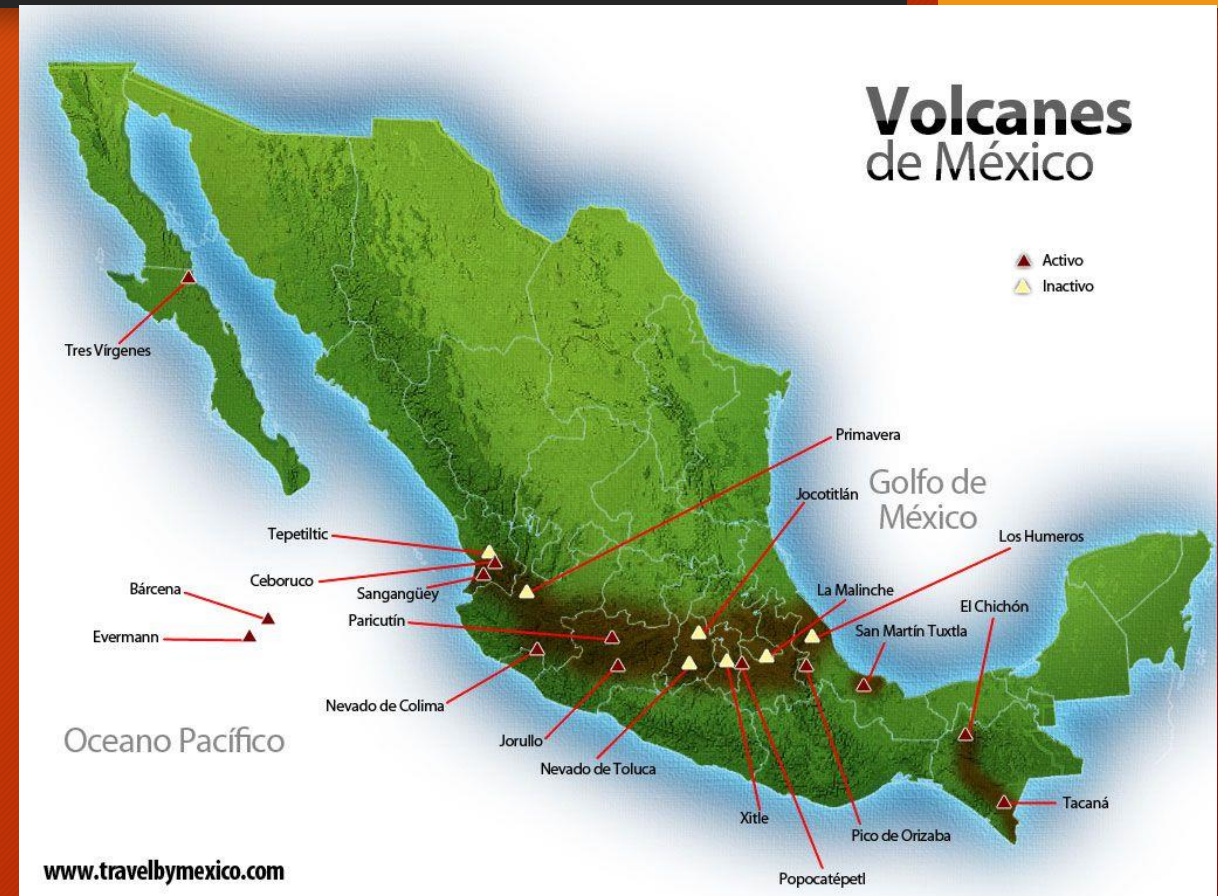 Volcanes
de México
Activo
Inactivo
Tres Vírgenes
Primavera
Golfo de
México
Jocotitlán
Los Humeros
Tepetiltic
Ceboruco
Sangangüey
La Malinche
El Chichón
Bárcena
Paricutín
San Martín Tuxtla
Evermann
Nevado de Colima
Oceano Pacífico
Jorullo
Nevado de Toluca
Tacaná
Xitle
Pico de Orizaba
Popocatépetl
www.travelbymexico.com